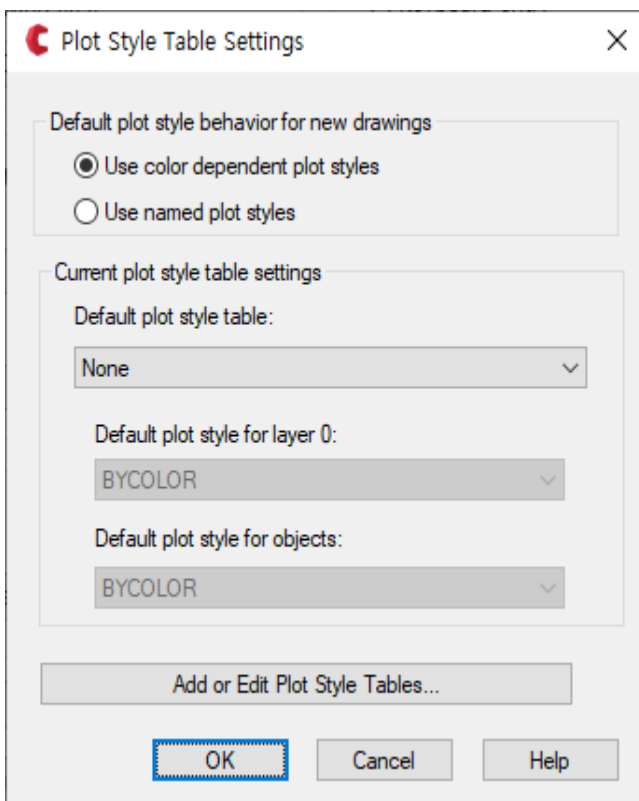 Plot Style Table Settings
Default plot style behavior for new drawings
Use color dependent plot styles
Use named plot styles
Current plot style table settings
Default plot style table:
None
Default plot style for layer 0:
BYCOLOR
Default plot style for objects:
BYCOLOR
Add or Edit Plot Style Tables...
OK Cancel Help